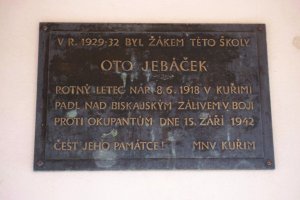 V R. 1929-32 BYL ŽÁKEM TÉTO ŠKOLY
OTO JEBÁČEK
ROTNÝ LETEC NAR. 8.6.1918 V KUŘIMI
PADL NAD BISKAJSKÝM ZÁLIVEM V BOJI
PROTI OKUPANTŮM DNE 15. ZÁŘÍ 1942
ČEST JEHO PAMÁTCE! MNV KUŘIM